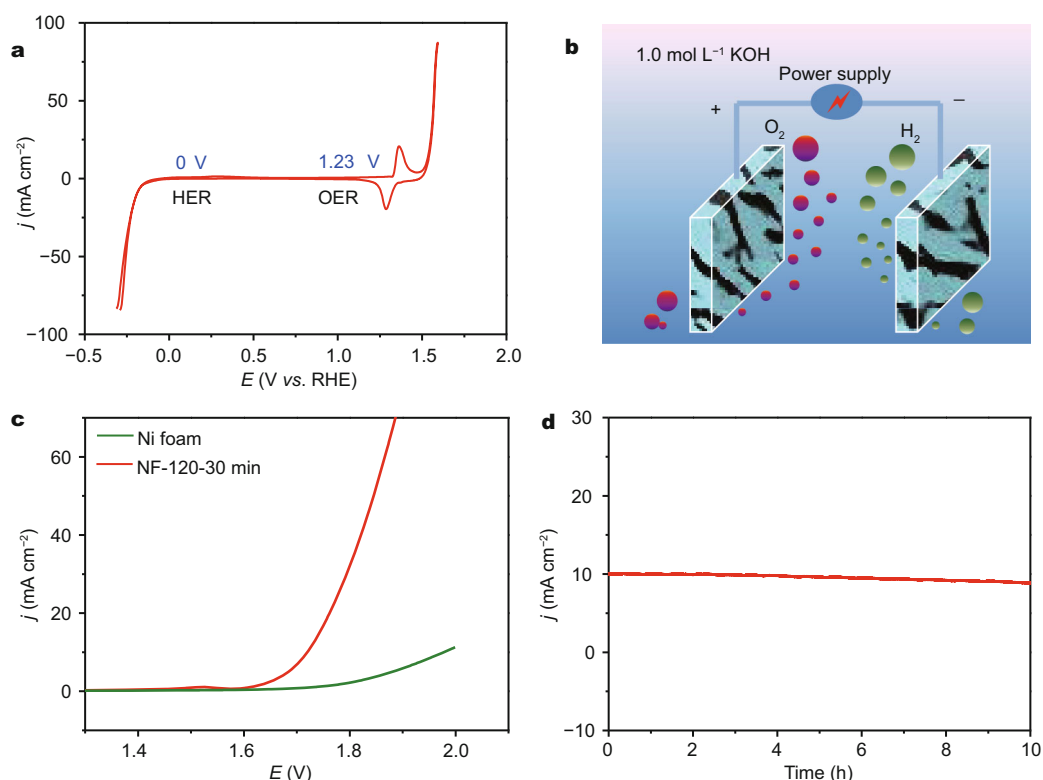 a
100
50
0
−50
−100
j (mA cm⁻²)
0 V
1.23 V
HER
OER
−0.5
0.0
0.5
1.0
1.5
2.0
E (V vs. RHE)
b
1.0 mol L⁻¹ KOH
Power supply
+
−
O₂
H₂
c
Ni foam
NF-120-30 min
60
40
20
0
j (mA cm⁻²)
1.4
1.6
1.8
2.0
E (V)
d
30
20
10
0
−10
j (mA cm⁻²)
0
2
4
6
8
10
Time (h)